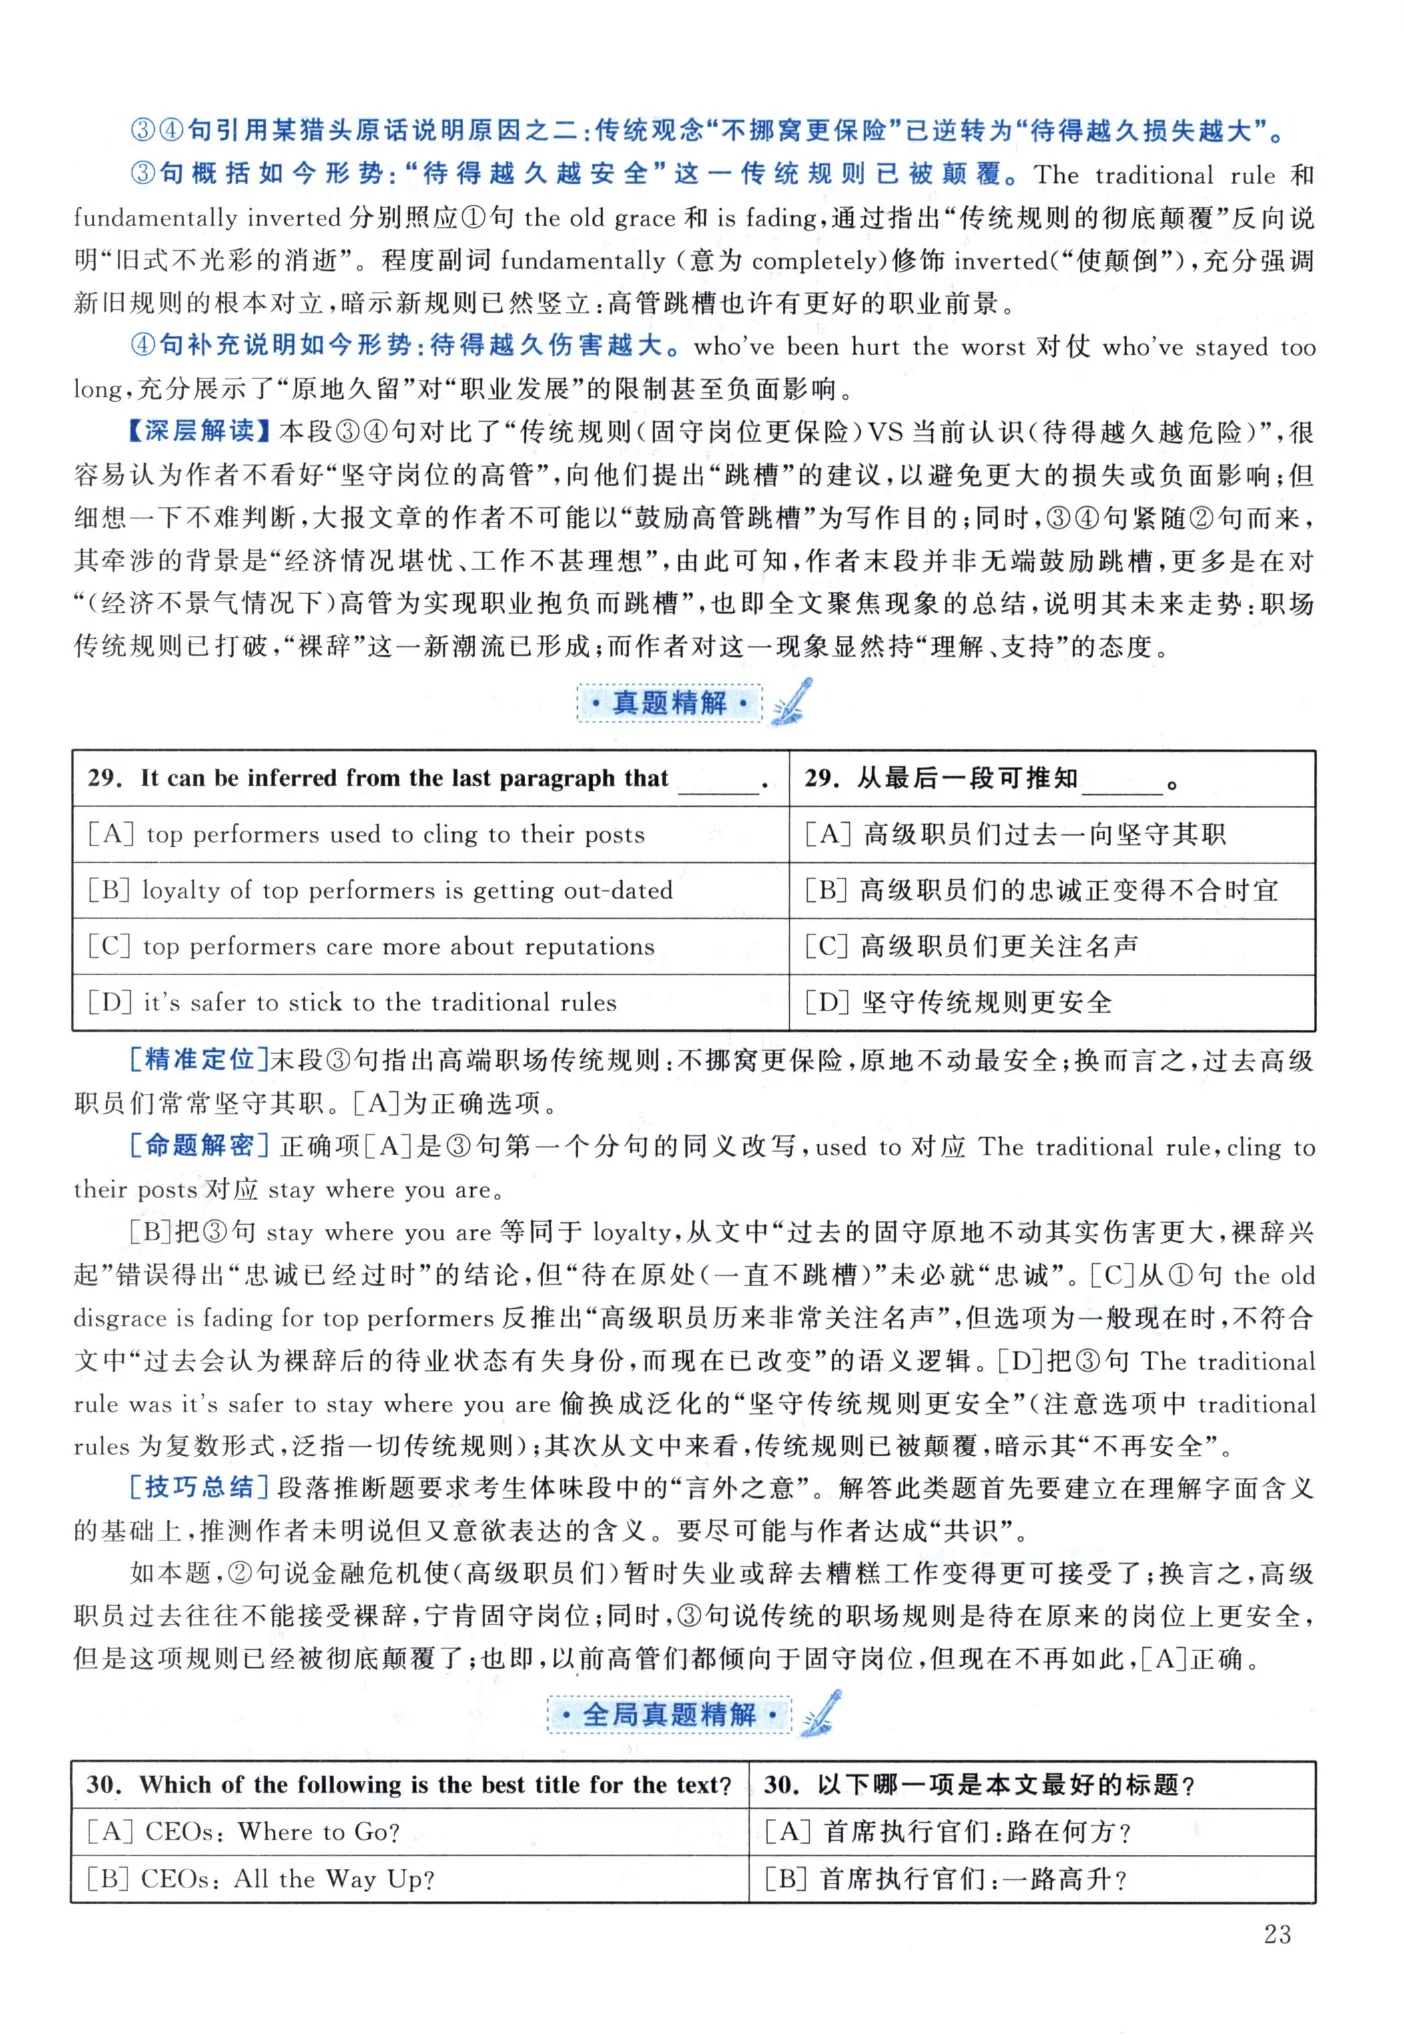 ③④句引用某猎头原话说明原因之二:传统观念“不挪窝更保险”已逆转为“待得越久损失越大”。
③句概括如今形势:“待得越久越安全”这一传统规则已被颠覆。The traditional rule 和
fundamentally inverted 分别照应①句 the old grace 和 is fading,通过指出“传统规则的彻底颠覆”反向说
明“旧式不光彩的消逝”。程度副词 fundamentally (意为 completely)修饰 inverted(“使颠倒”),充分强调
新旧规则的根本对立,暗示新规则已然竖立:高管跳槽也许有更好的职业前景。
④句补充说明如今形势:待得越久伤害越大。who've been hurt the worst 对仗 who've stayed too
long,充分展示了“原地久留”对“职业发展”的限制甚至负面影响。
【深层解读】本段③④句对比了“传统规则(固守岗位更保险)VS 当前认识(待得越久越危险)”,很
容易认为作者不看好“坚守岗位的高管”,向他们提出“跳槽”的建议,以避免更大的损失或负面影响;但
细想一下不难判断,大报文章的作者不可能以“鼓励高管跳槽”为写作目的;同时,③④句紧随②句而来,
其牵涉的背景是“经济情况堪忧、工作不甚理想”,由此可知,作者末段并非无端鼓励跳槽,更多是在对
“(经济不景气情况下)高管为实现职业抱负而跳槽”,也即全文聚焦现象的总结,说明其未来走势:职场
传统规则已打破,“裸辞”这一新潮流已形成;而作者对这一现象显然持“理解、支持”的态度。
·真题精解·
29. It can be inferred from the last paragraph that ______.
29. 从最后一段可推知______。
[A] top performers used to cling to their posts
[A] 高级职员们过去一向坚守其职
[B] loyalty of top performers is getting out-dated
[B] 高级职员们的忠诚正变得不合时宜
[C] top performers care more about reputations
[C] 高级职员们更关注名声
[D] it's safer to stick to the traditional rules
[D] 坚守传统规则更安全
[精准定位]末段③句指出高端职场传统规则:不挪窝更保险,原地不动最安全;换而言之,过去高级
职员们常常坚守其职。[A]为正确选项。
[命题解密] 正确项[A]是③句第一个分句的同义改写,used to 对应 The traditional rule,cling to
their posts 对应 stay where you are。
[B]把③句 stay where you are 等同于 loyalty,从文中“过去的固守原地不动其实伤害更大,裸辞兴
起”错误得出“忠诚已经过时”的结论,但“待在原处(一直不跳槽)”未必就“忠诚”。[C]从①句 the old
disgrace is fading for top performers 反推出“高级职员历来非常关注名声”,但选项为一般现在时,不符合
文中“过去会认为裸辞后的待业状态有失身份,而现在已改变”的语义逻辑。[D]把③句 The traditional
rule was it's safer to stay where you are 偷换成泛化的“坚守传统规则更安全”(注意选项中 traditional
rules 为复数形式,泛指一切传统规则);其次从文中来看,传统规则已被颠覆,暗示其“不再安全”。
[技巧总结] 段落推断题要求考生体味段中的“言外之意”。解答此类题首先要建立在理解字面含义
的基础上,推测作者未明说但又意欲表达的含义。要尽可能与作者达成“共识”。
如本题,②句说金融危机使(高级职员们)暂时失业或辞去糟糕工作变得更可接受了;换言之,高级
职员过去往往不能接受裸辞,宁肯固守岗位;同时,③句说传统的职场规则是待在原来的岗位上更安全,
但是这项规则已经被彻底颠覆了;也即,以前高管们都倾向于固守岗位,但现在不再如此,[A]正确。
·全局真题精解·
30. Which of the following is the best title for the text?
30. 以下哪一项是本文最好的标题?
[A] CEOs: Where to Go?
[A] 首席执行官们:路在何方?
[B] CEOs: All the Way Up?
[B] 首席执行官们:一路高升?
23